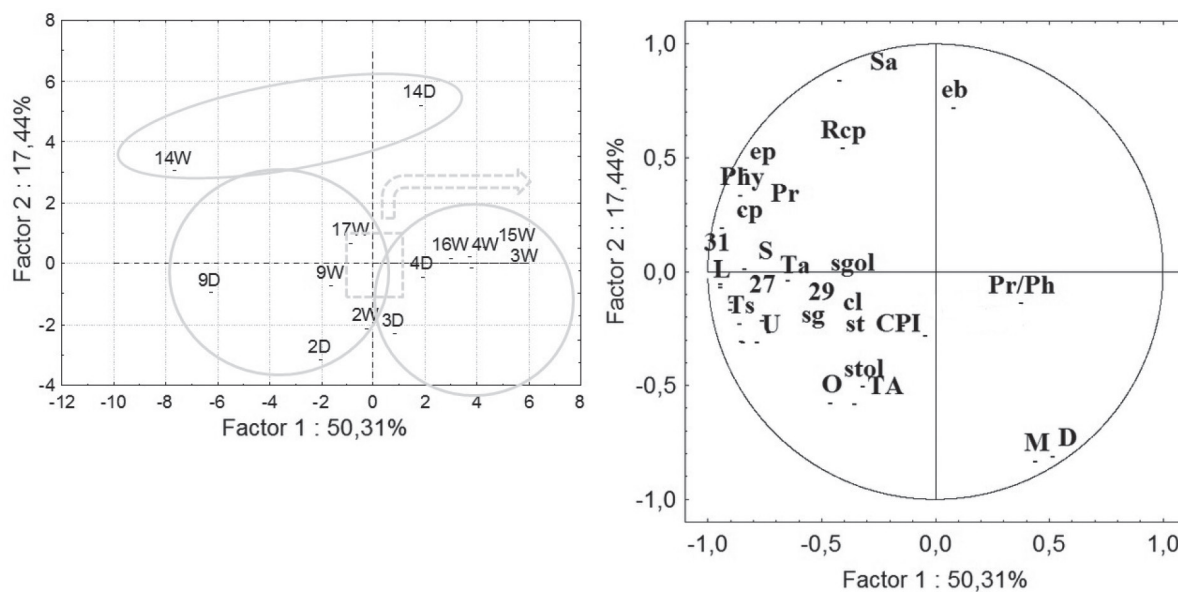 8
6
4
2
0
-2
-4
-12
-10
-8
-6
-4
-2
0
2
4
6
8
Factor 2 : 17,44%
Factor 1 : 50,31%
14D
14W
17W
16W
4W
15W
3W
9D
9W
4D
2W
3D
2D
1,0
0,5
0,0
-0,5
-1,0
-1,0
-0,5
0,0
0,5
1,0
Factor 2 : 17,44%
Factor 1 : 50,31%
Sa
eb
Rcp
ep
Phy
Pr
cp
31
S
L
Ta
sgol
27
29
Pr/Ph
Ts
cl
U
sg
st
CPI
stol
O
TA
M
D